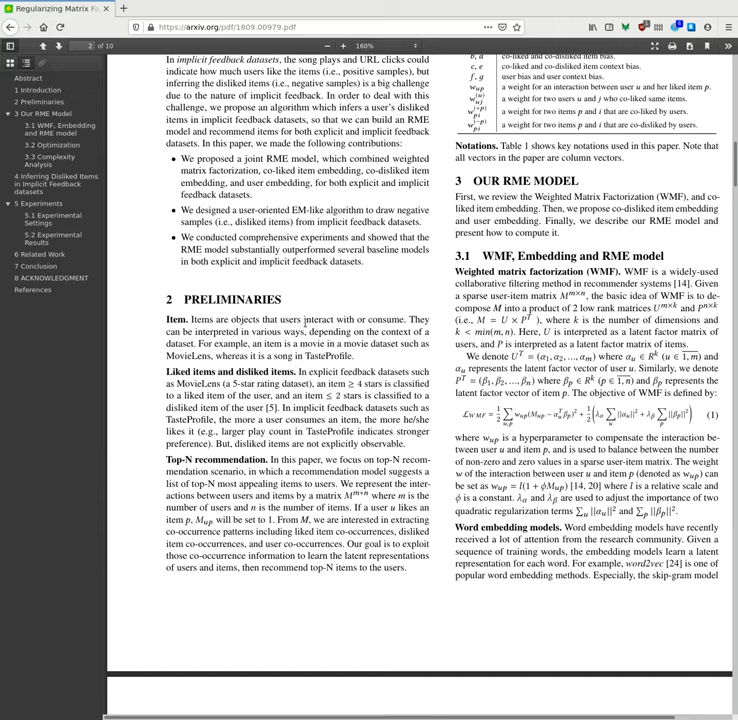 Regularizing Matrix Fa
https://arxiv.org/pdf/1809.00979.pdf
2 of 10
160%
Abstract
1 Introduction
2 Preliminaries
3 Our RME Model
3.1 WMF, Embedding
and RME model
3.2 Optimization
3.3 Complexity
Analysis
4 Inferring Disliked Items
in Implicit Feedback
datasets
5 Experiments
5.1 Experimental
Settings
5.2 Experimental
Results
6 Related Work
7 Conclusion
8 ACKNOWLEDGMENT
References
In implicit feedback datasets, the song plays and URL clicks could
indicate how much users like the items (i.e., positive samples), but
inferring the disliked items (i.e., negative samples) is a big challenge
due to the nature of implicit feedback. In order to deal with this
challenge, we propose an algorithm which infers a user's disliked
items in implicit feedback datasets, so that we can build an RME
model and recommend items for both explicit and implicit feedback
datasets. In this paper, we made the following contributions:
• We proposed a joint RME model, which combined weighted
matrix factorization, co-liked item embedding, co-disliked item
embedding, and user embedding, for both explicit and implicit
feedback datasets.
• We designed a user-oriented EM-like algorithm to draw negative
samples (i.e., disliked items) from implicit feedback datasets.
• We conducted comprehensive experiments and showed that the
RME model substantially outperformed several baseline models
in both explicit and implicit feedback datasets.
2 PRELIMINARIES
Item. Items are objects that users interact with or consume. They
can be interpreted in various ways, depending on the context of a
dataset. For example, an item is a movie in a movie dataset such as
MovieLens, whereas it is a song in TasteProfile.
Liked items and disliked items. In explicit feedback datasets such
as MovieLens (a 5-star rating dataset), an item ≥ 4 stars is classified
to a liked item of the user, and an item ≤ 2 stars is classified to a
disliked item of the user [5]. In implicit feedback datasets such as
TasteProfile, the more a user consumes an item, the more he/she
likes it (e.g., larger play count in TasteProfile indicates stronger
preference). But, disliked items are not explicitly observable.
Top-N recommendation. In this paper, we focus on top-N recom-
mendation scenario, in which a recommendation model suggests a
list of top-N most appealing items to users. We represent the inter-
actions between users and items by a matrix M^{m*n} where m is the
number of users and n is the number of items. If a user u likes an
item p, M_{up} will be set to 1. From M, we are interested in extracting
co-occurrence patterns including liked item co-occurrences, disliked
item co-occurrences, and user co-occurrences. Our goal is to exploit
those co-occurrence information to learn the latent representations
of users and items, then recommend top-N items to the users.
b, d co-liked and co-disliked item bias.
c, e co-liked and co-disliked item context bias.
f, g user bias and user context bias.
w_{up} a weight for an interaction between user u and her liked item p.
w_{uj}^{(u)} a weight for two users u and j who co-liked same items.
w_{pi}^{(+p)} a weight for two items p and i that are co-liked by users.
w_{pi}^{(-p)} a weight for two items p and i that are co-disliked by users.
Notations. Table 1 shows key notations used in this paper. Note that
all vectors in the paper are column vectors.
3 OUR RME MODEL
First, we review the Weighted Matrix Factorization (WMF), and co-
liked item embedding. Then, we propose co-disliked item embedding
and user embedding. Finally, we describe our RME model and
present how to compute it.
3.1 WMF, Embedding and RME model
Weighted matrix factorization (WMF). WMF is a widely-used
collaborative filtering method in recommender systems [14]. Given
a sparse user-item matrix M^{m×n}, the basic idea of WMF is to de-
compose M into a product of 2 low rank matrices U^{m×k} and P^{n×k}
(i.e., M = U × P^T ), where k is the number of dimensions and
k < min(m, n). Here, U is interpreted as a latent factor matrix of
users, and P is interpreted as a latent factor matrix of items.
We denote U^T = (α_1, α_2, ..., α_m) where α_u ∈ R^k (u ∈ \overline{1, m}) and
α_u represents the latent factor vector of user u. Similarly, we denote
P^T = (β_1, β_2, ..., β_n) where β_p ∈ R^k (p ∈ \overline{1, n}) and β_p represents the
latent factor vector of item p. The objective of WMF is defined by:
ℒ_{WMF} = \frac{1}{2} \sum_{u,p} w_{up}(M_{up} − α_u^T β_p)^2 + \frac{1}{2} ( λ_α \sum_u ||α_u||^2 + λ_β \sum_p ||β_p||^2 ) (1)
where w_{up} is a hyperparameter to compensate the interaction be-
tween user u and item p, and is used to balance between the number
of non-zero and zero values in a sparse user-item matrix. The weight
w of the interaction between user u and item p (denoted as w_{up}) can
be set as w_{up} = l(1 + ϕM_{up}) [14, 20] where l is a relative scale and
ϕ is a constant. λ_α and λ_β are used to adjust the importance of two
quadratic regularization terms ∑_u ||α_u||^2 and ∑_p ||β_p||^2.
Word embedding models. Word embedding models have recently
received a lot of attention from the research community. Given a
sequence of training words, the embedding models learn a latent
representation for each word. For example, word2vec [24] is one of
popular word embedding methods. Especially, the skip-gram model